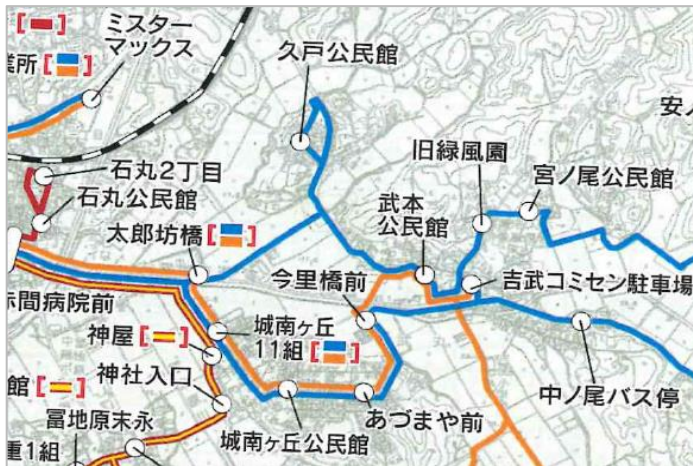 ミスター
マックス
業所
久戸公民館
安ノ
石丸2丁目
石丸公民館
旧緑風園
宮ノ尾公民館
武本
公民館
太郎坊橋
今里橋前
吉武コミセン駐車場
赤間病院前
神屋
城南ヶ丘
11組
館
神社入口
中ノ尾バス停
冨地原末永
城南ヶ丘公民館
あづまや前
重1組